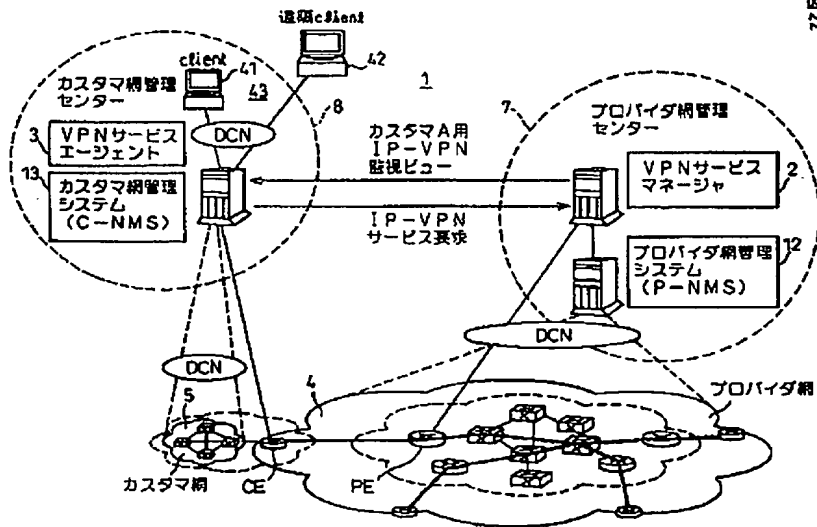 遠隔client
42
client
41
カスタマ網管理
センター
43
8
1
7
プロバイダ網管理
センター
3
VPNサービス
エージェント
DCN
13
カスタマ網管理
システム
(C-NMS)
カスタマA用
IP-VPN
監視ビュー
IP-VPN
サービス要求
VPNサービス
マネージャ
2
プロバイダ網管理
システム
(P-NMS)
12
DCN
DCN
5
4
プロバイダ網
カスタマ網
CE
PE